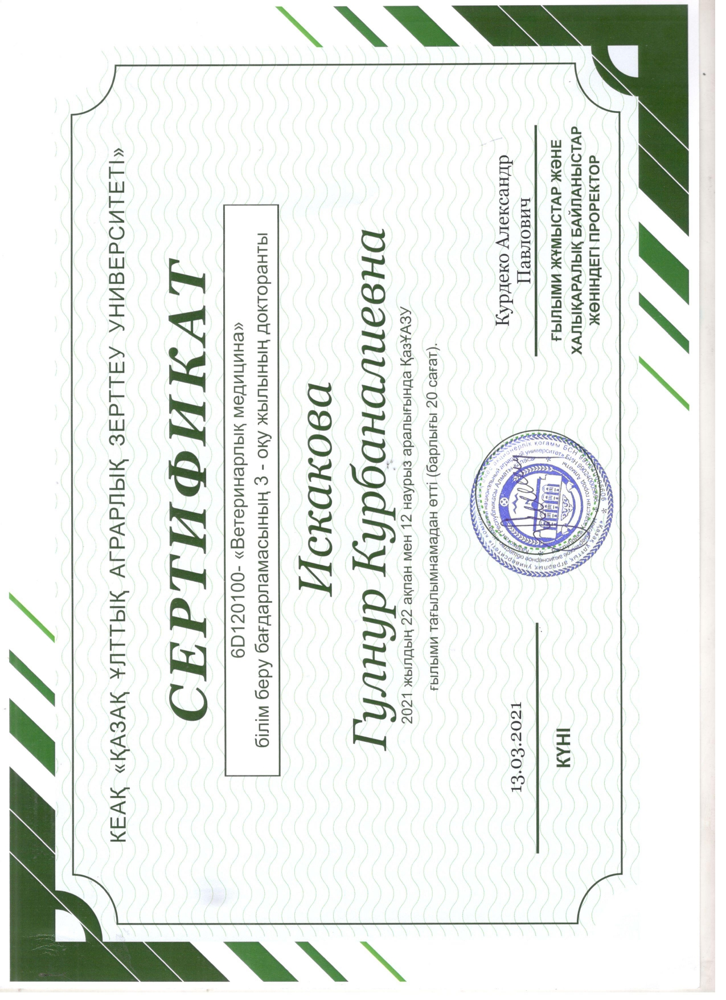 КЕАҚ «ҚАЗАҚ ҰЛТТЫҚ АГРАРЛЫҚ ЗЕРТТЕУ УНИВЕРСИТЕТІ»
СЕРТИФИКАТ
6D120100- «Ветеринарлық медицина»
білім беру бағдарламасының 3 - оқу жылының докторанты
Искакова
Гулнур Курбаналиевна
2021 жылдың 22 ақпан мен 12 наурыз аралығында ҚазҰАЗУ
ғылыми тағылымнамадан өтті (барлығы 20 сағат).
13.03.2021
КҮНІ
Курдеко Александр
Павлович
ҒЫЛЫМИ ЖҰМЫСТАР ЖӘНЕ
ХАЛЫҚАРАЛЫҚ БАЙЛАНЫСТАР
ЖӨНІНДЕГІ ПРОРЕКТОР